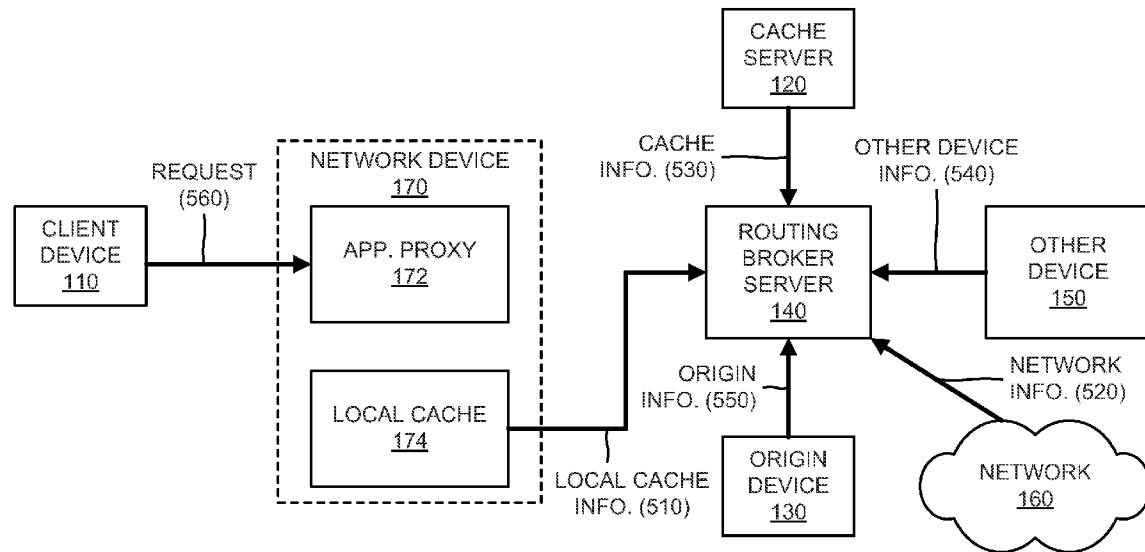 CACHE
SERVER
120
CACHE
INFO. (530)
OTHER DEVICE
INFO. (540)
REQUEST
(560)
NETWORK DEVICE
170
CLIENT
DEVICE
110
APP. PROXY
172
ROUTING
BROKER
SERVER
140
OTHER
DEVICE
150
LOCAL CACHE
174
ORIGIN
INFO. (550)
NETWORK
INFO. (520)
LOCAL CACHE
INFO. (510)
ORIGIN
DEVICE
130
NETWORK
160